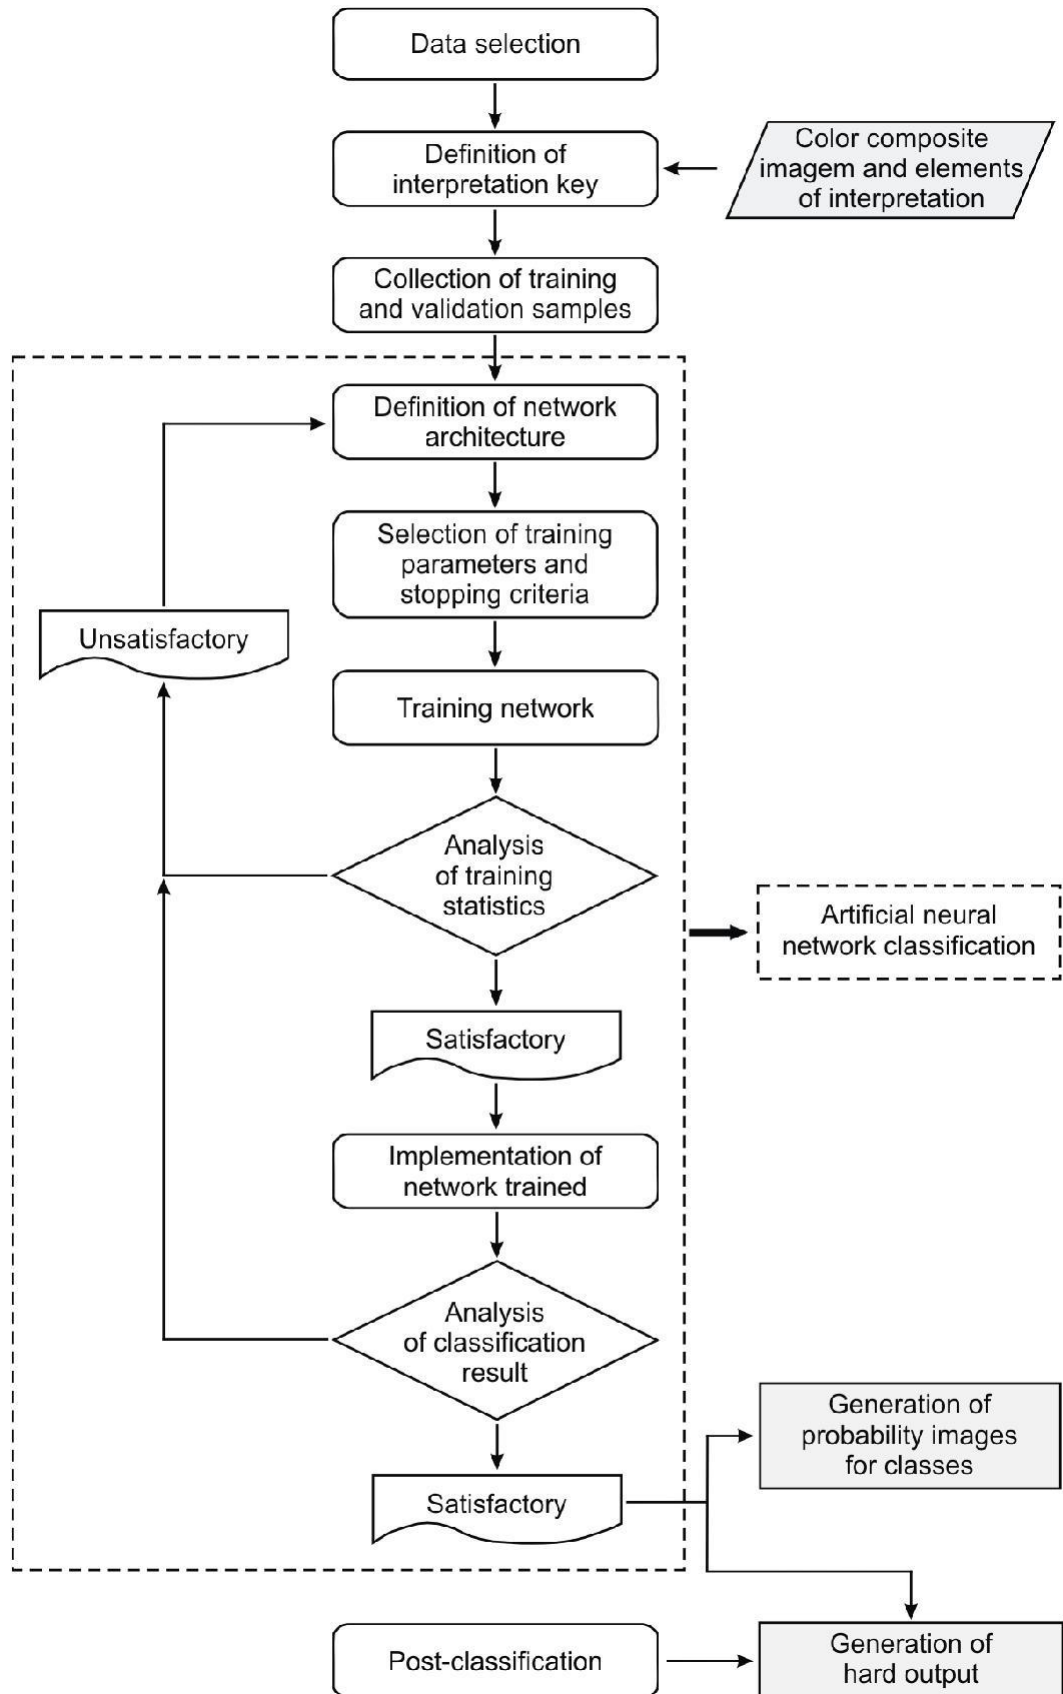 Data selection
Definition of
interpretation key
Color composite
imagem and elements
of interpretation
Collection of training
and validation samples
Definition of network
architecture
Selection of training
parameters and
stopping criteria
Unsatisfactory
Training network
Analysis
of training
statistics
Artificial neural
network classification
Satisfactory
Implementation of
network trained
Analysis
of classification
result
Generation of
probability images
for classes
Satisfactory
Post-classification
Generation of
hard output